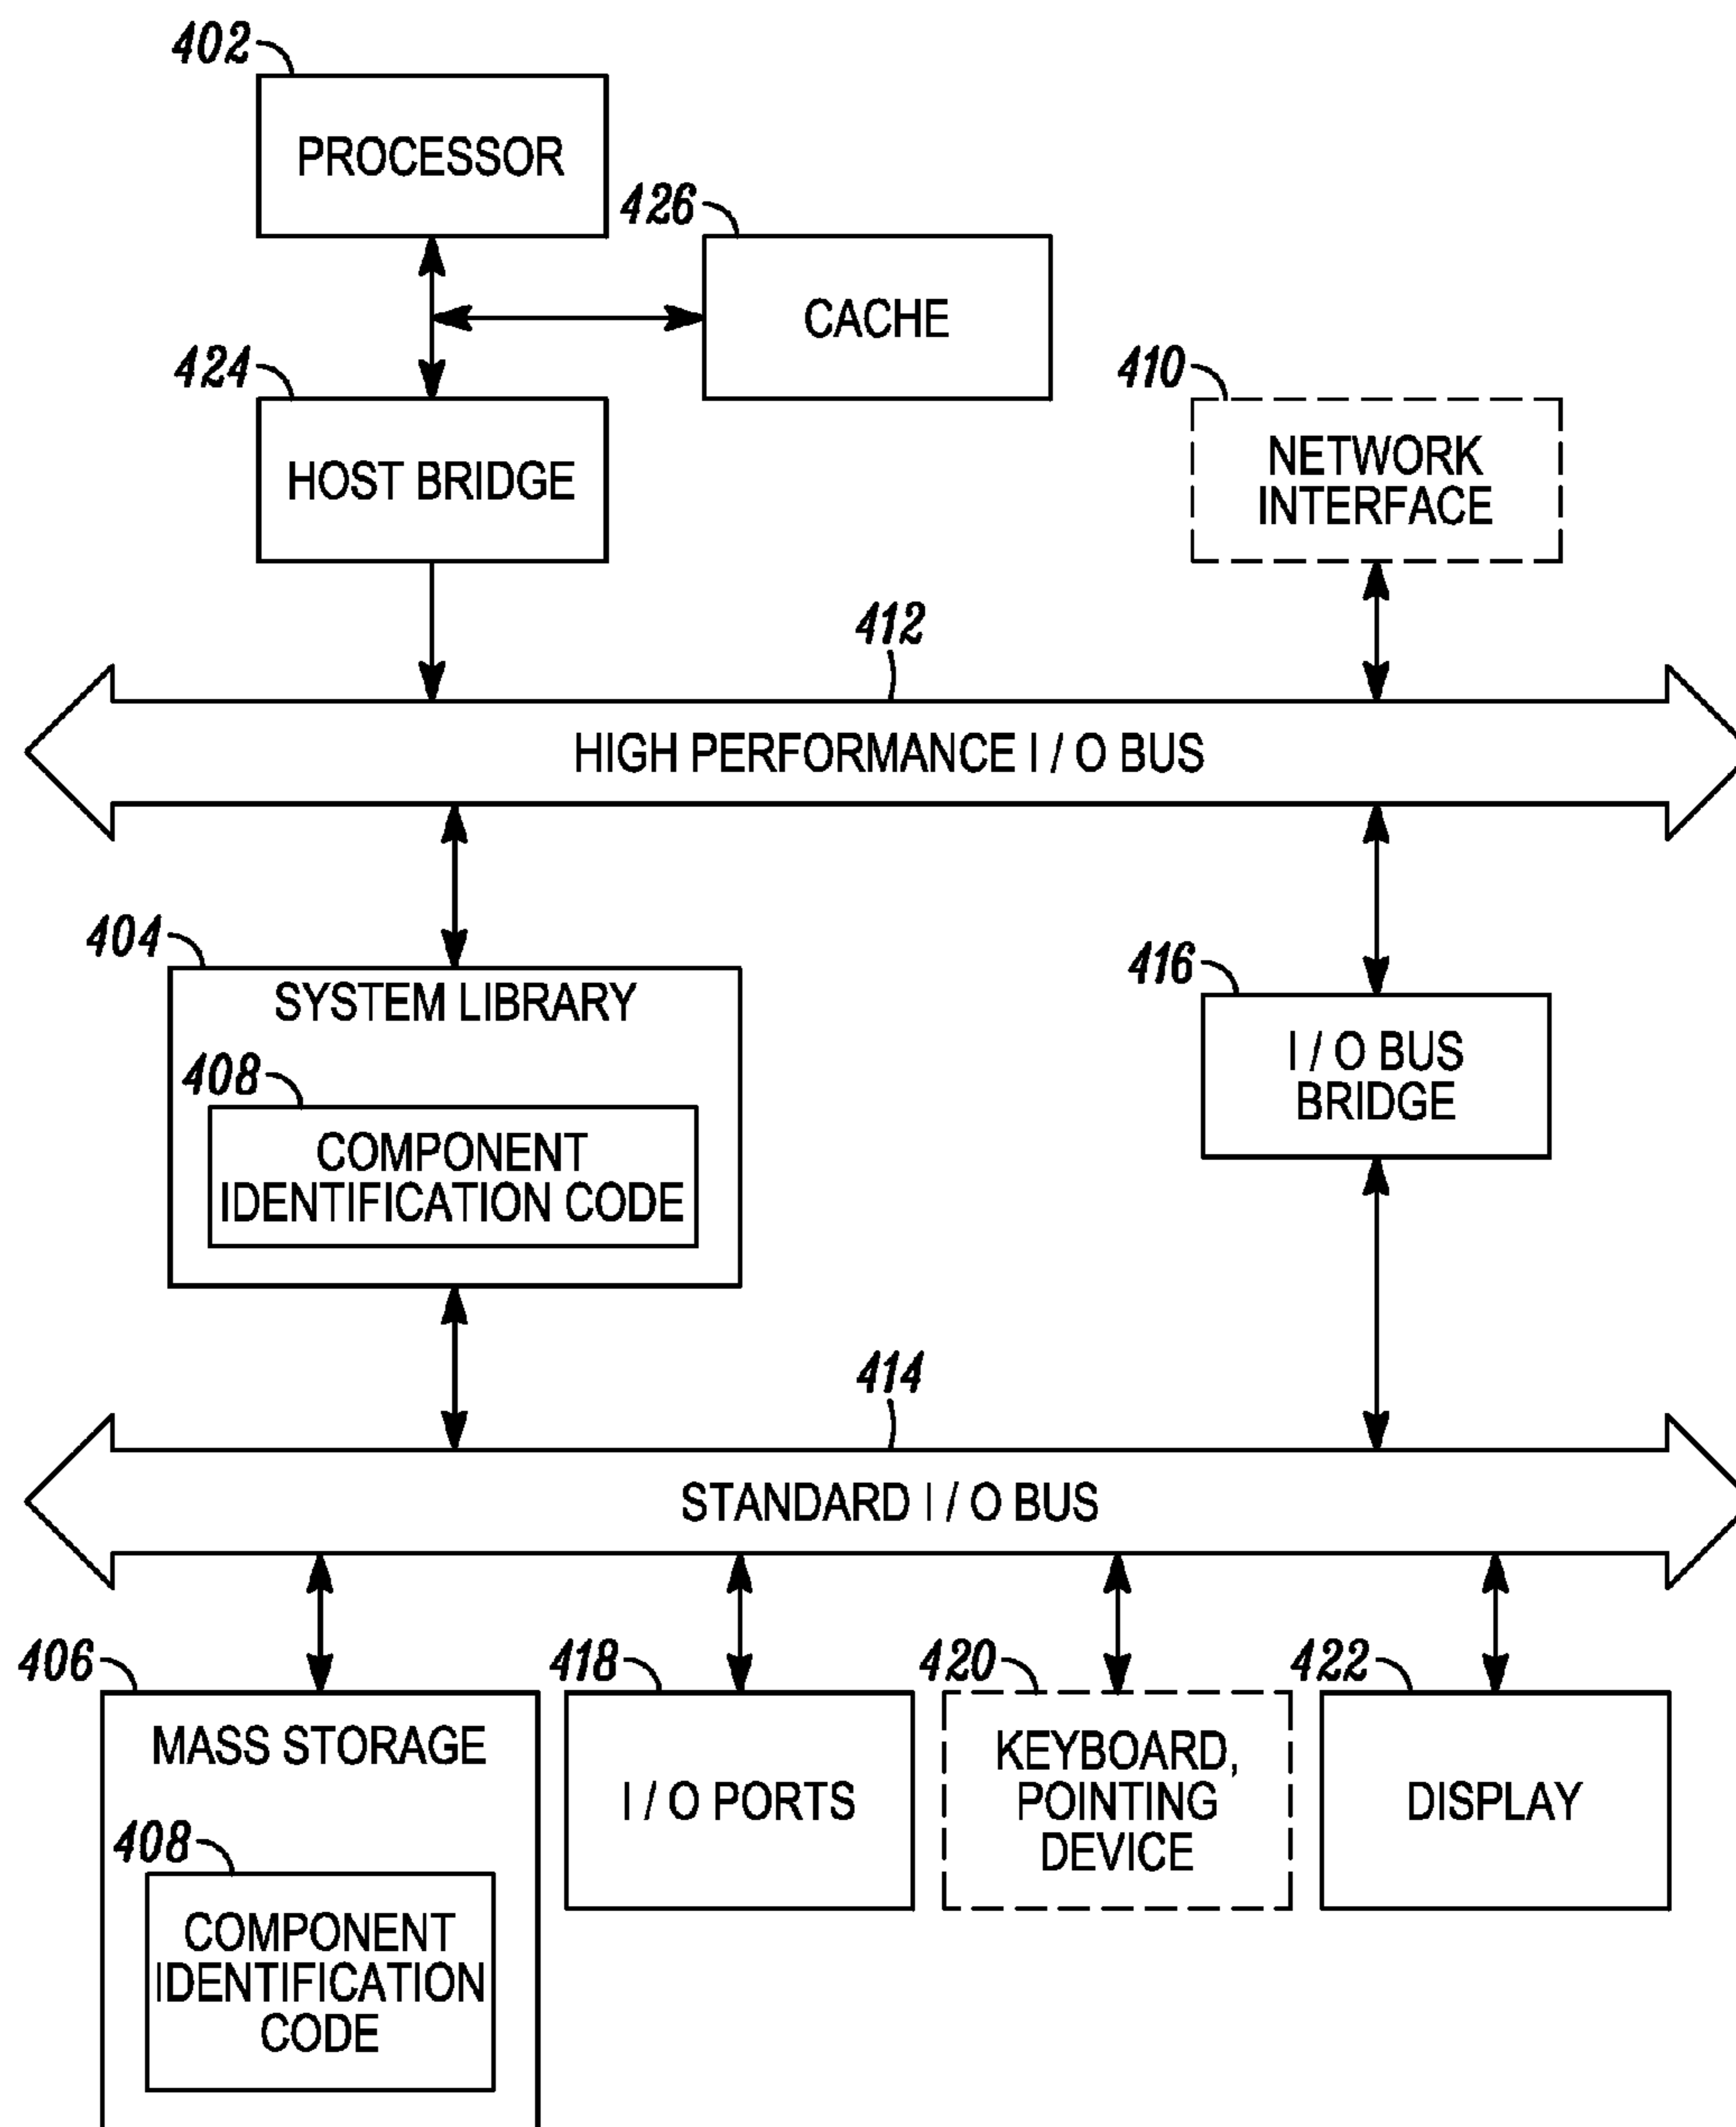 402
PROCESSOR
426
CACHE
424
HOST BRIDGE
410
NETWORK
INTERFACE
412
HIGH PERFORMANCE I / O BUS
404
SYSTEM LIBRARY
408
COMPONENT
IDENTIFICATION CODE
416
I / O BUS
BRIDGE
414
STANDARD I / O BUS
406
MASS STORAGE
408
COMPONENT
IDENTIFICATION
CODE
418
I / O PORTS
420
KEYBOARD,
POINTING
DEVICE
422
DISPLAY